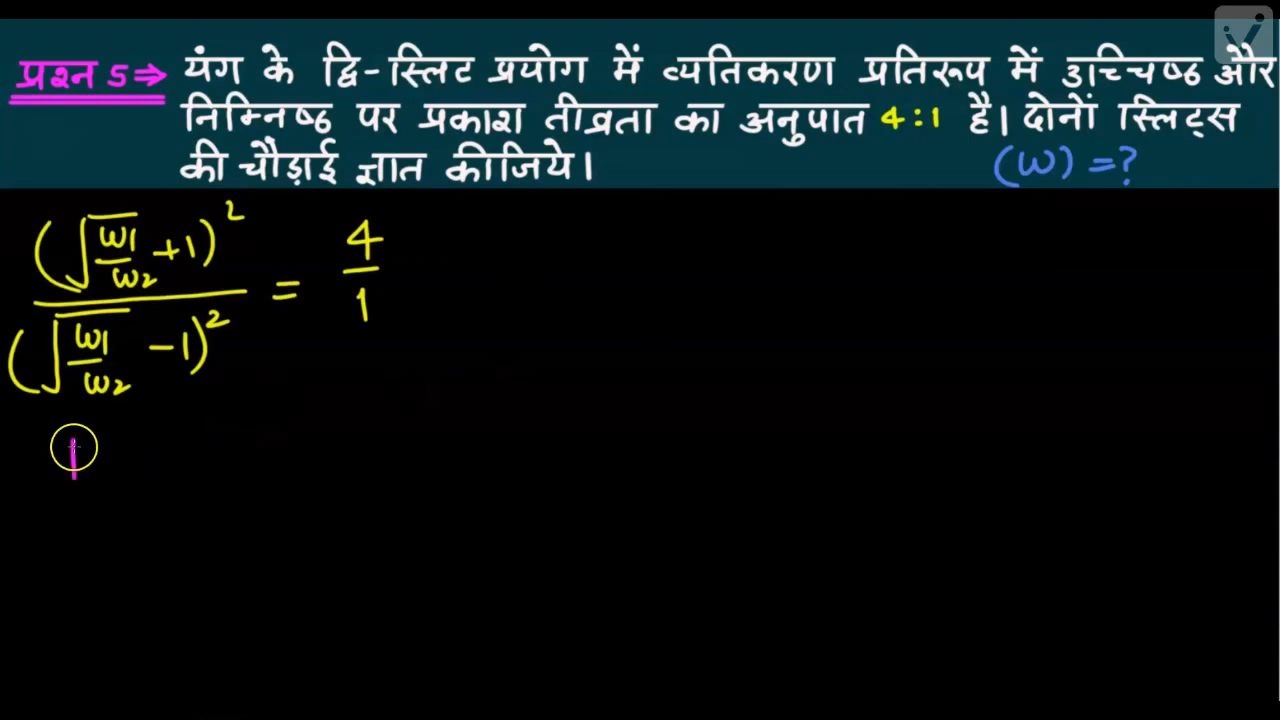 प्रश्न 5⇒ यंग के द्वि-स्लिट प्रयोग में व्यतिकरण प्रतिरूप में उच्चिष्ठ और
निम्निष्ठ पर प्रकाश तीव्रता का अनुपात 4:1 है। दोनों स्लिट्स
की चौड़ाई ज्ञात कीजिये। (ω) =?
(√(ω1/ω2) + 1)² / (√(ω1/ω2) - 1)² = 4/1